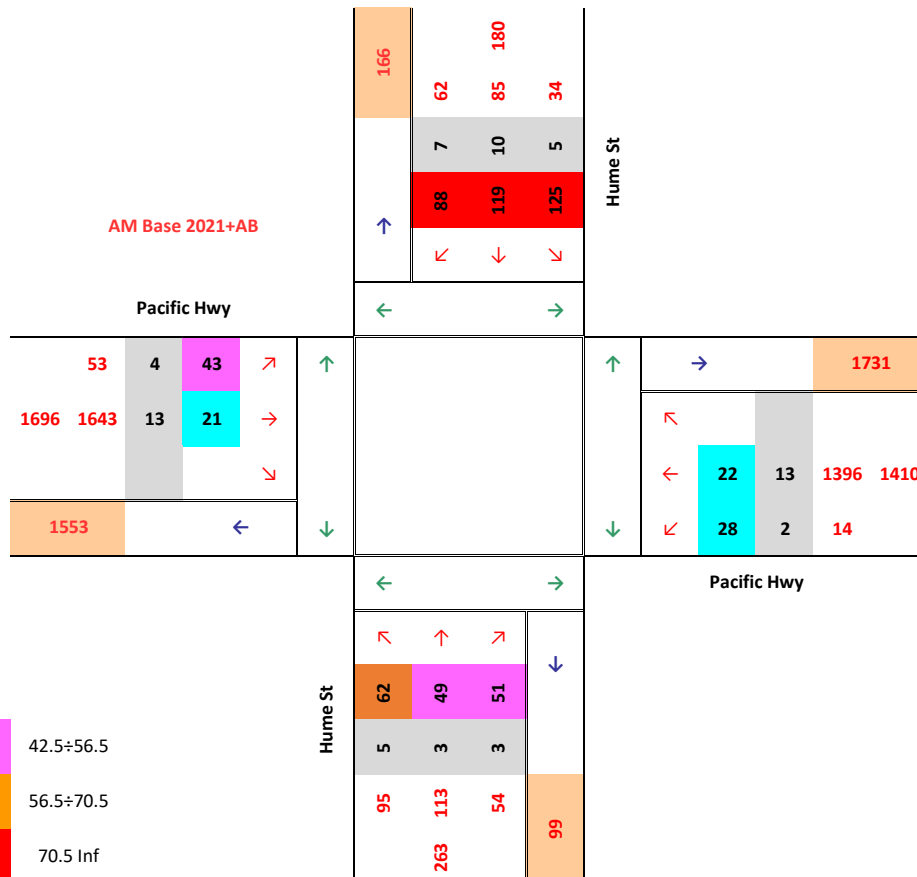 180
166
62 85 34
7 10 5
Hume St
88 119 125
AM Base 2021+AB
↑
↙ ↓ ↘
Pacific Hwy
← →
53 4 43 ↗ ↑ ↑ → 1731
1696 1643 13 21 →
↖
← 22 13 1396 1410
↘
1553 ← ↓ ↓ ↙ 28 2 14
← →
Pacific Hwy
↖ ↑ ↗
↓
62 49 51
Hume St
42.5÷56.5
5 3 3
56.5÷70.5
95 113 54
99
70.5 Inf
263